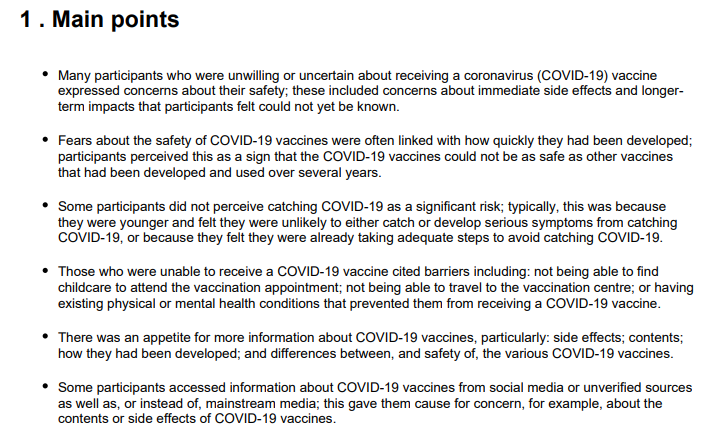 1 . Main points
• Many participants who were unwilling or uncertain about receiving a coronavirus (COVID-19) vaccine
expressed concerns about their safety; these included concerns about immediate side effects and longer-
term impacts that participants felt could not yet be known.
• Fears about the safety of COVID-19 vaccines were often linked with how quickly they had been developed;
participants perceived this as a sign that the COVID-19 vaccines could not be as safe as other vaccines
that had been developed and used over several years.
• Some participants did not perceive catching COVID-19 as a significant risk; typically, this was because
they were younger and felt they were unlikely to either catch or develop serious symptoms from catching
COVID-19, or because they felt they were already taking adequate steps to avoid catching COVID-19.
• Those who were unable to receive a COVID-19 vaccine cited barriers including: not being able to find
childcare to attend the vaccination appointment; not being able to travel to the vaccination centre; or having
existing physical or mental health conditions that prevented them from receiving a COVID-19 vaccine.
• There was an appetite for more information about COVID-19 vaccines, particularly: side effects; contents;
how they had been developed; and differences between, and safety of, the various COVID-19 vaccines.
• Some participants accessed information about COVID-19 vaccines from social media or unverified sources
as well as, or instead of, mainstream media; this gave them cause for concern, for example, about the
contents or side effects of COVID-19 vaccines.